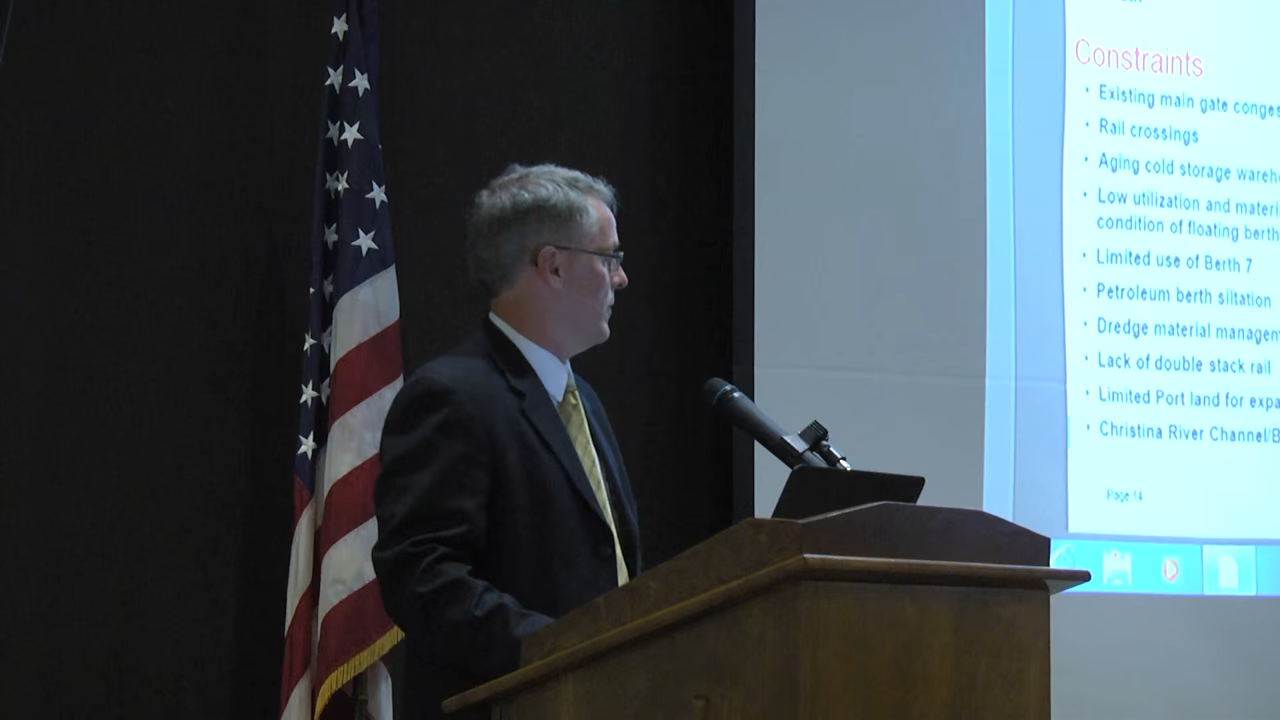 Constraints
• Existing main gate conges
• Rail crossings
• Aging cold storage wareh
• Low utilization and materi
condition of floating berth
• Limited use of Berth 7
• Petroleum berth siltation
• Dredge material managem
• Lack of double stack rail
• Limited Port land for expa
• Christina River Channel/B
Page 14